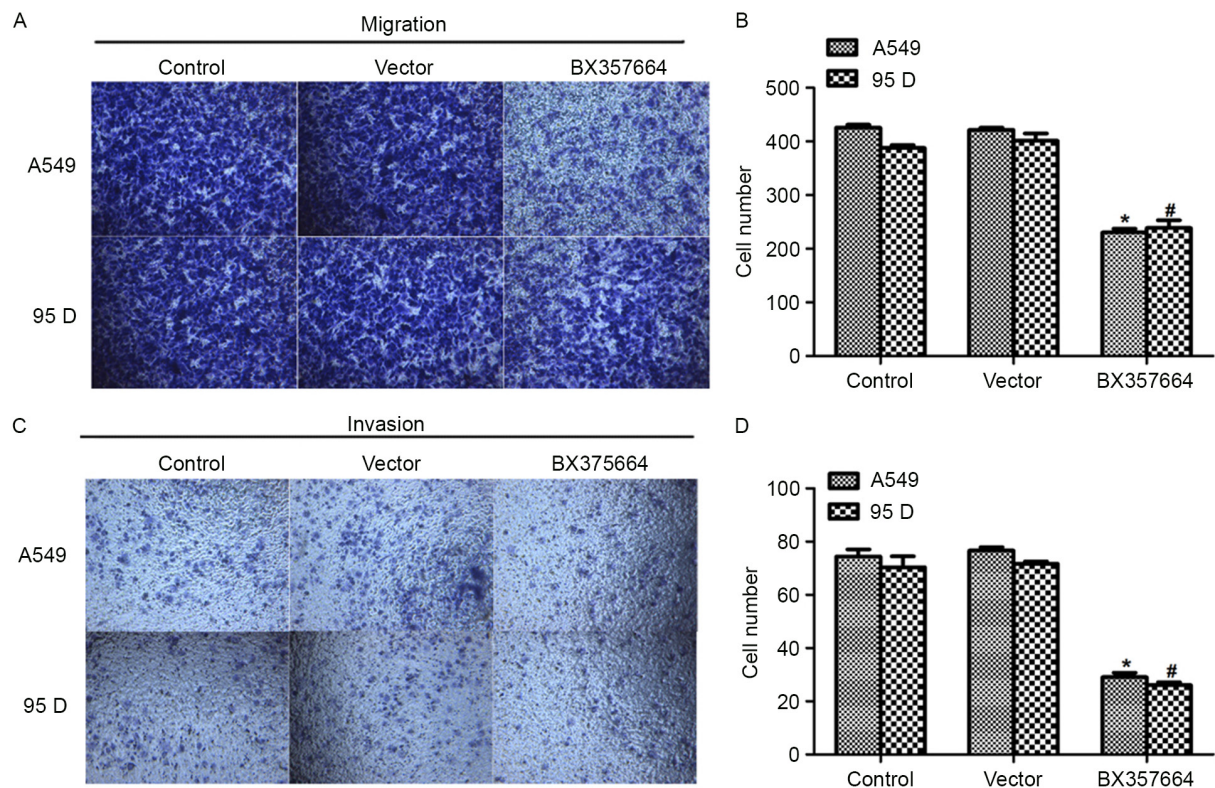 A
Migration
Control Vector BX357664
A549
95 D
B
A549
95 D
500
400
300
200
100
0
Cell number
* #
Control Vector BX357664
C
Invasion
Control Vector BX375664
A549
95 D
D
A549
95 D
100
80
60
40
20
0
Cell number
* #
Control Vector BX357664